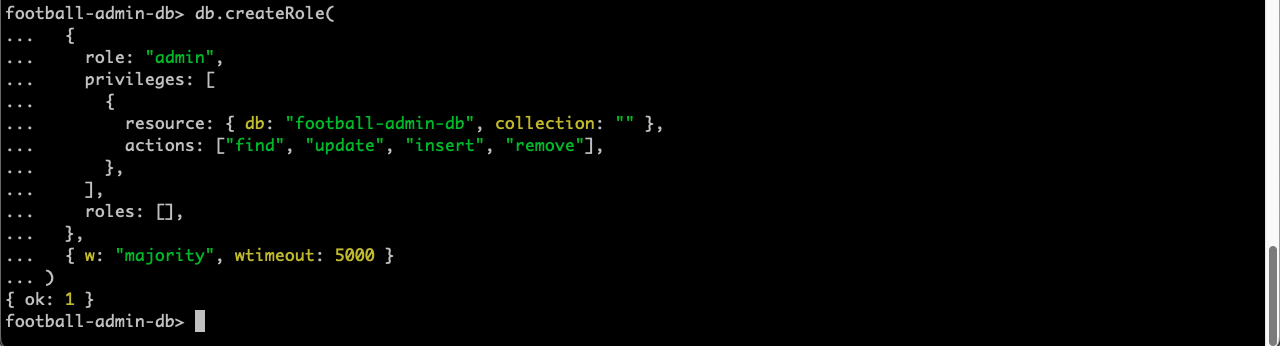 football-admin-db> db.createRole(
...   {
...     role: "admin",
...     privileges: [
...       {
...         resource: { db: "football-admin-db", collection: "" },
...         actions: ["find", "update", "insert", "remove"],
...       },
...     ],
...     roles: [],
...   },
...   { w: "majority", wtimeout: 5000 }
... )
{ ok: 1 }
football-admin-db>